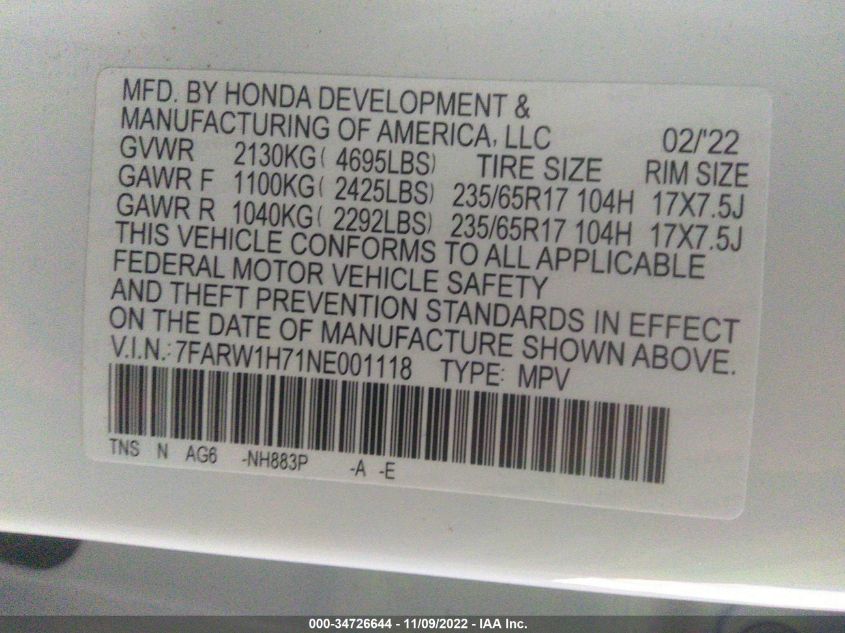 MFD. BY HONDA DEVELOPMENT &
MANUFACTURING OF AMERICA, LLC 02/'22
GVWR 2130KG( 4695LBS) TIRE SIZE RIM SIZE
GAWR F 1100KG( 2425LBS) 235/65R17 104H 17X7.5J
GAWR R 1040KG( 2292LBS) 235/65R17 104H 17X7.5J
THIS VEHICLE CONFORMS TO ALL APPLICABLE
FEDERAL MOTOR VEHICLE SAFETY
AND THEFT PREVENTION STANDARDS IN EFFECT
ON THE DATE OF MANUFACTURE SHOWN ABOVE.
V.I.N.: 7FARW1H71NE001118 TYPE: MPV
TNS N AG6 -NH883P -A -E
000-34726644 - 11/09/2022 - IAA Inc.